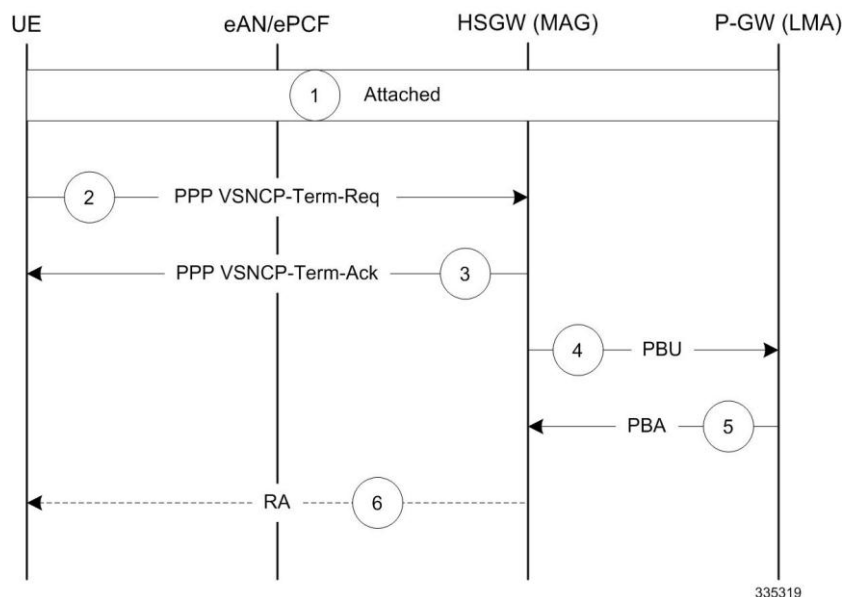 UE eAN/ePCF HSGW (MAG) P-GW (LMA)
1 Attached
2 PPP VSNCP-Term-Req
PPP VSNCP-Term-Ack 3
4 PBU
PBA 5
RA 6
335319